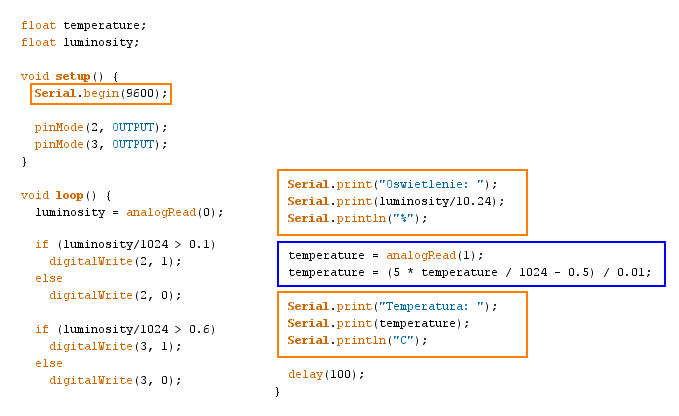 float temperature;
float luminosity;
void setup() {
Serial.begin(9600);
pinMode(2, OUTPUT);
pinMode(3, OUTPUT);
}
void loop() {
luminosity = analogRead(0);
if (luminosity/1024 > 0.1)
digitalWrite(2, 1);
else
digitalWrite(2, 0);
if (luminosity/1024 > 0.6)
digitalWrite(3, 1);
else
digitalWrite(3, 0);
Serial.print("Oswietlenie: ");
Serial.print(luminosity/10.24);
Serial.println("%");
temperature = analogRead(1);
temperature = (5 * temperature / 1024 - 0.5) / 0.01;
Serial.print("Temperatura: ");
Serial.print(temperature);
Serial.println("C");
delay(100);
}